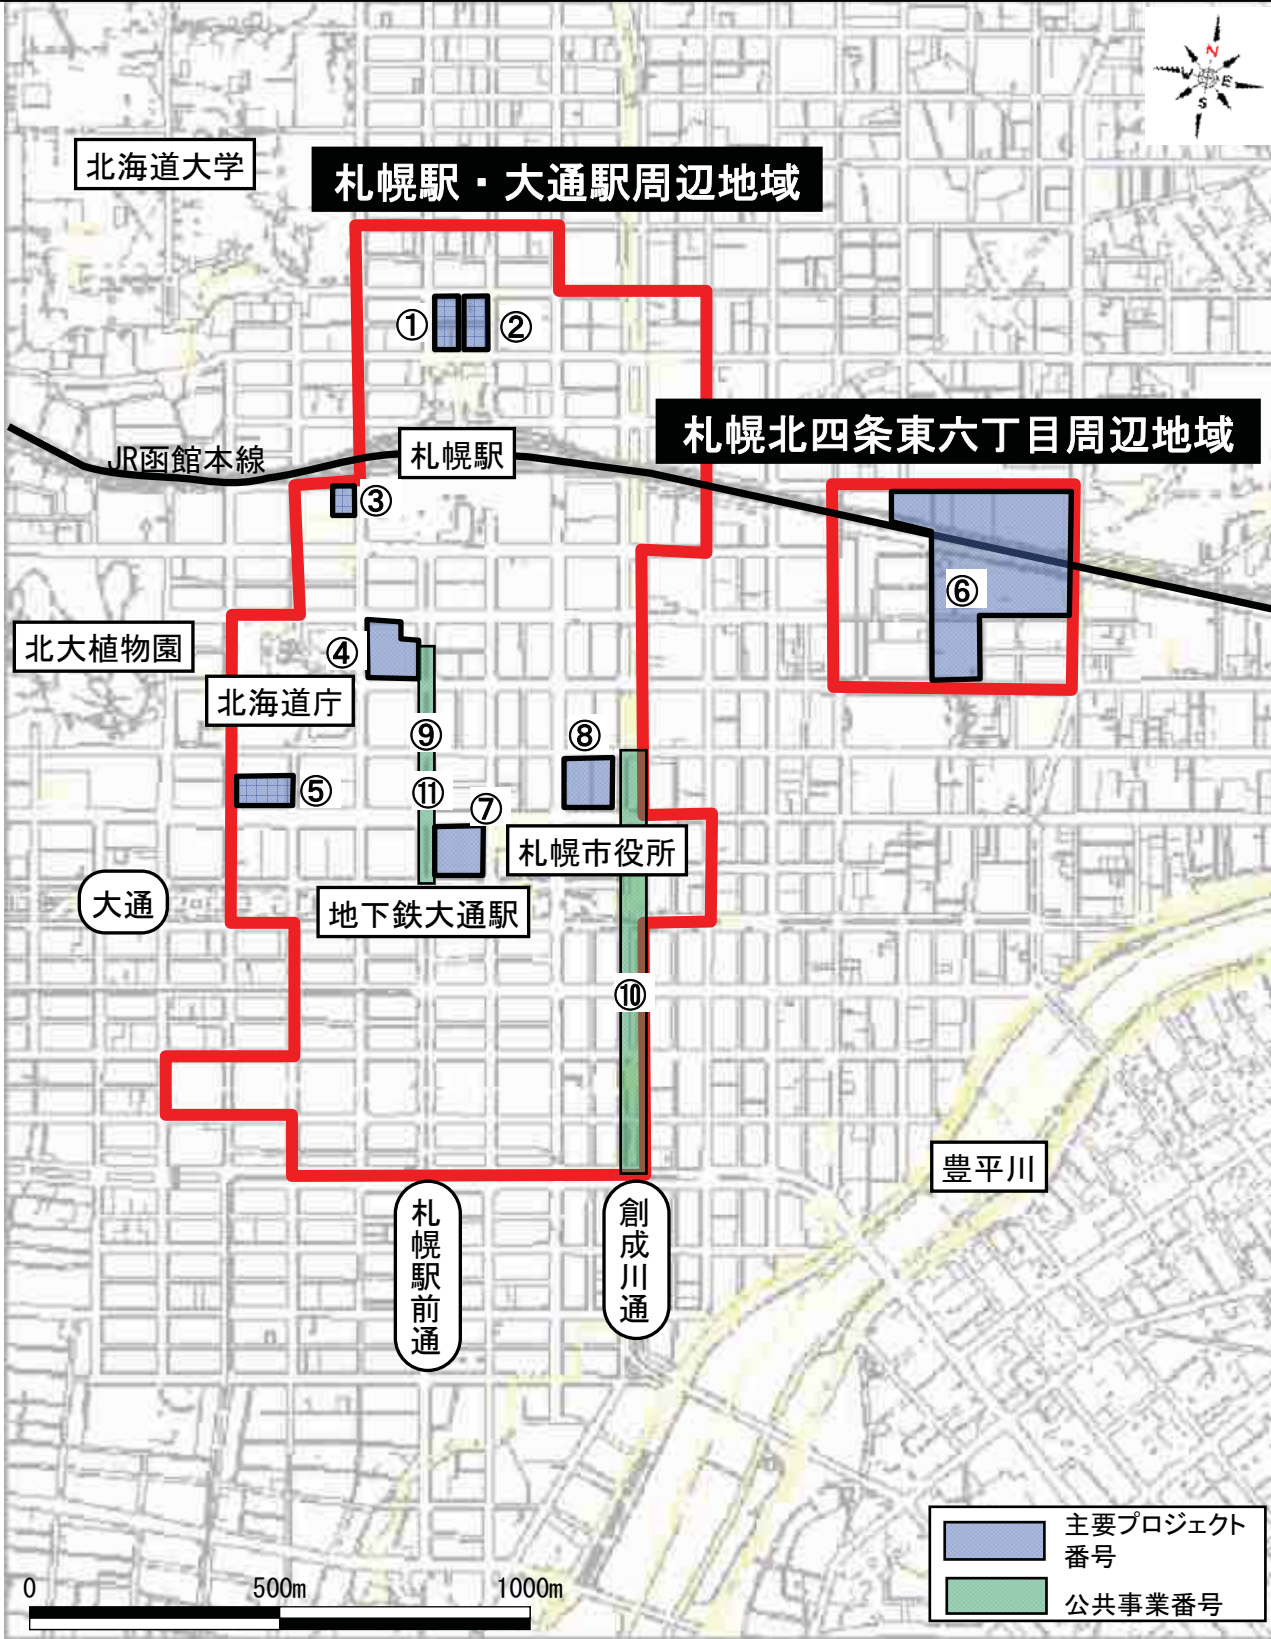 N
W
E
S
北海道大学
札幌駅・大通駅周辺地域
①
②
札幌北四条東六丁目周辺地域
JR函館本線
札幌駅
③
⑥
北大植物園
④
北海道庁
⑨
⑧
⑤
⑪
⑦
札幌市役所
大通
地下鉄大通駅
⑩
豊平川
札幌駅前通
創成川通
主要プロジェクト
番号
公共事業番号
0
500m
1000m